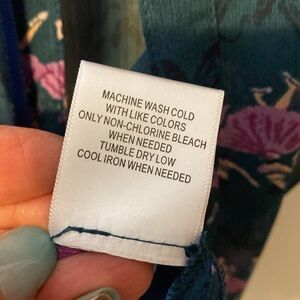 MACHINE WASH COLD
WITH LIKE COLORS
ONLY NON-CHLORINE BLEACH
WHEN NEEDED
TUMBLE DRY LOW
COOL IRON WHEN NEEDED